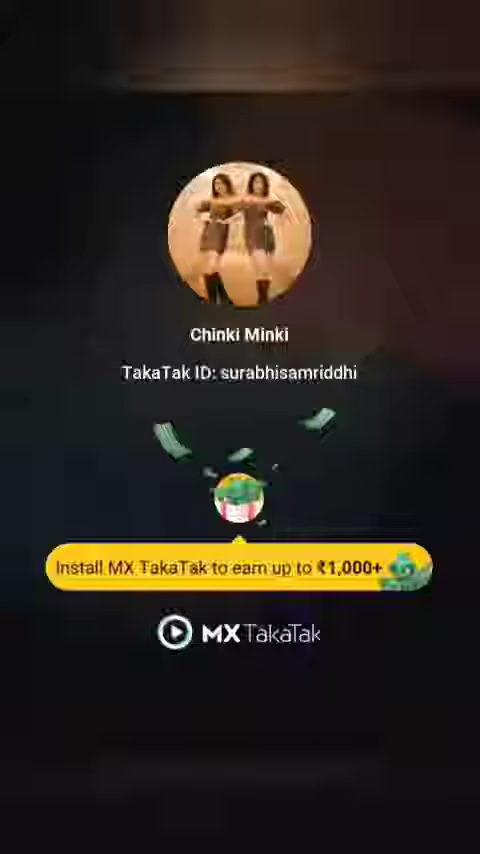 Chinki Minki
TakaTak ID: surabhisamriddhi
Install MX TakaTak to earn up to ₹1,000+
MX TakaTak